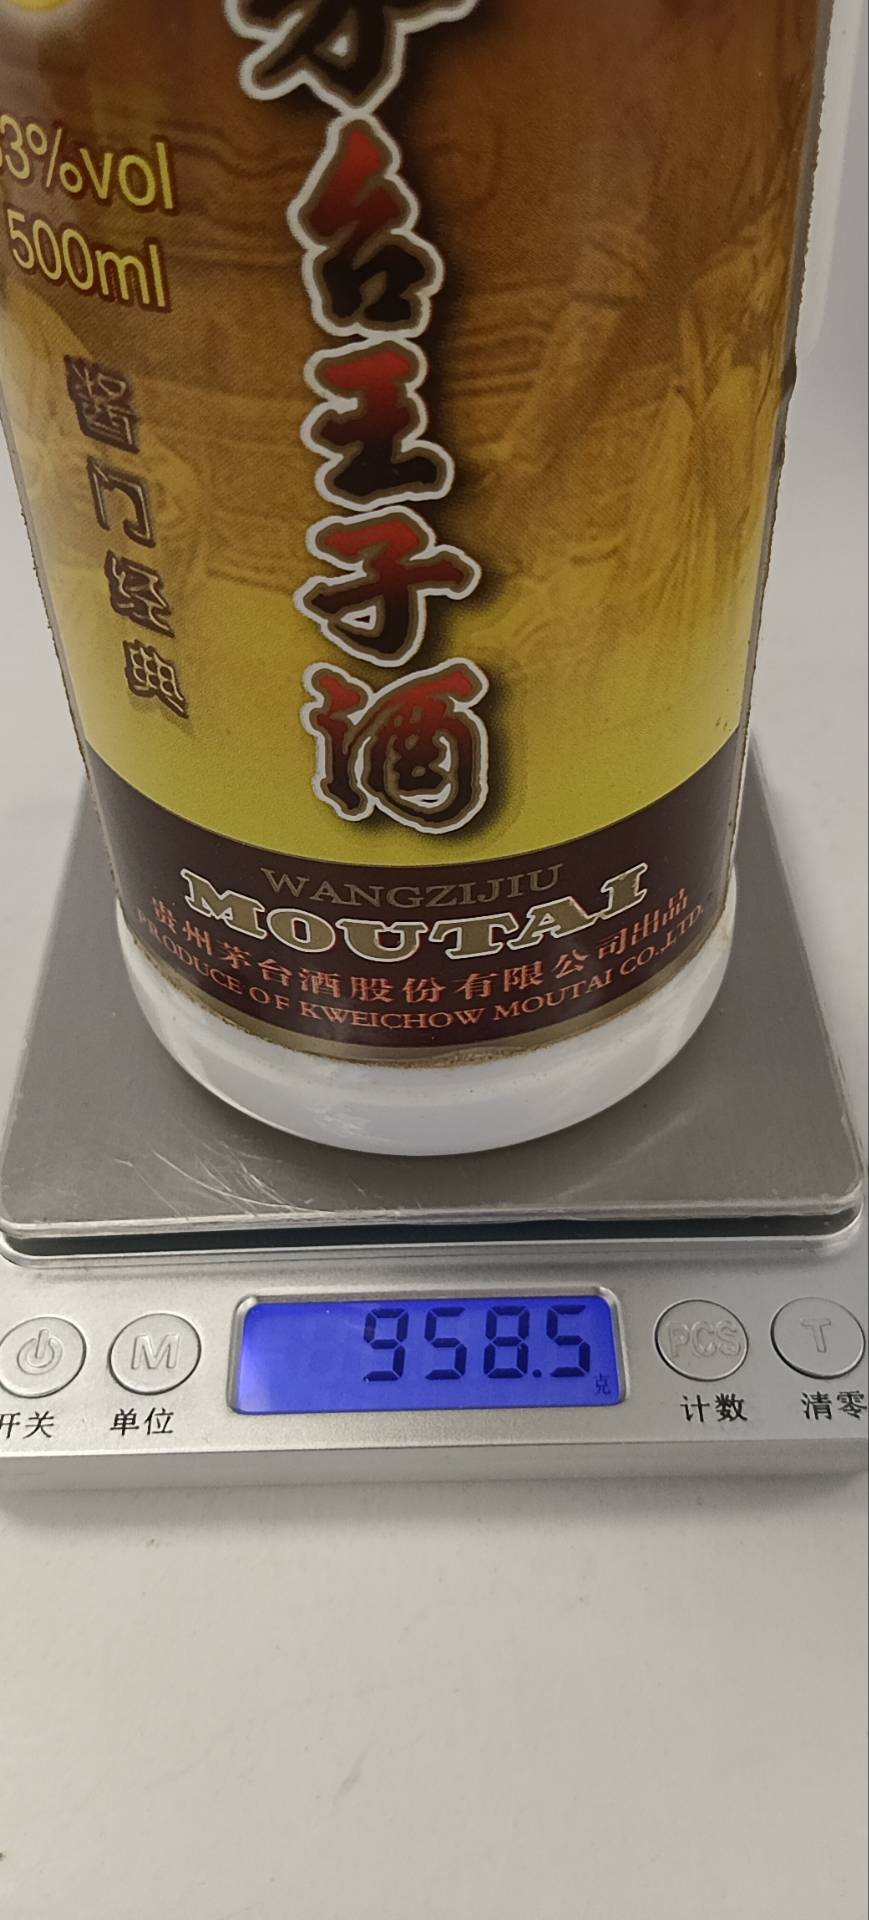 3%vol
500ml
酱门经典
茅台王子酒
WANGZIJIU
MOUTAI
贵州茅台酒股份有限公司出品
PRODUCE OF KWEICHOW MOUTAI CO.,LTD.
958.5
克
M
PCS
T
开关
单位
计数
清零